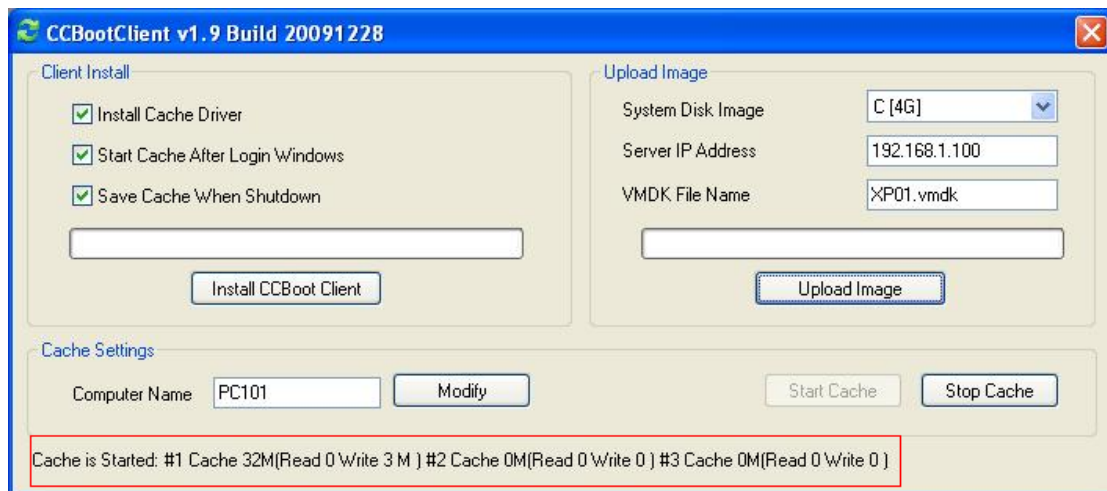 CCBootClient v1.9 Build 20091228
Client Install
Install Cache Driver
Start Cache After Login Windows
Save Cache When Shutdown
Install CCBoot Client
Upload Image
System Disk Image C [4G]
Server IP Address 192.168.1.100
VMDK File Name XP01.vmdk
Upload Image
Cache Settings
Computer Name PC101 Modify Start Cache Stop Cache
Cache is Started: #1 Cache 32M(Read 0 Write 3 M ) #2 Cache 0M(Read 0 Write 0 ) #3 Cache 0M(Read 0 Write 0 )